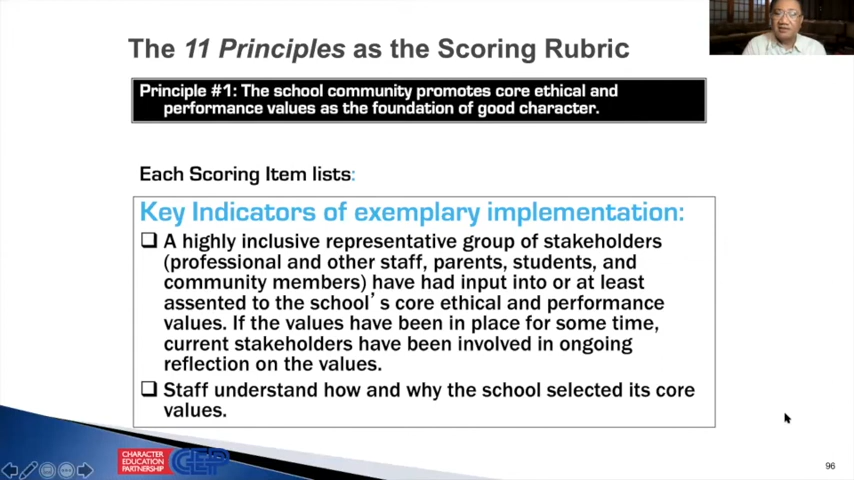 The 11 Principles as the Scoring Rubric
Principle #1: The school community promotes core ethical and
performance values as the foundation of good character.
Each Scoring Item lists:
Key Indicators of exemplary implementation:
A highly inclusive representative group of stakeholders
(professional and other staff, parents, students, and
community members) have had input into or at least
assented to the school's core ethical and performance
values. If the values have been in place for some time,
current stakeholders have been involved in ongoing
reflection on the values.
Staff understand how and why the school selected its core
values.
CHARACTER
EDUCATION
PARTNERSHIP
CEP
96